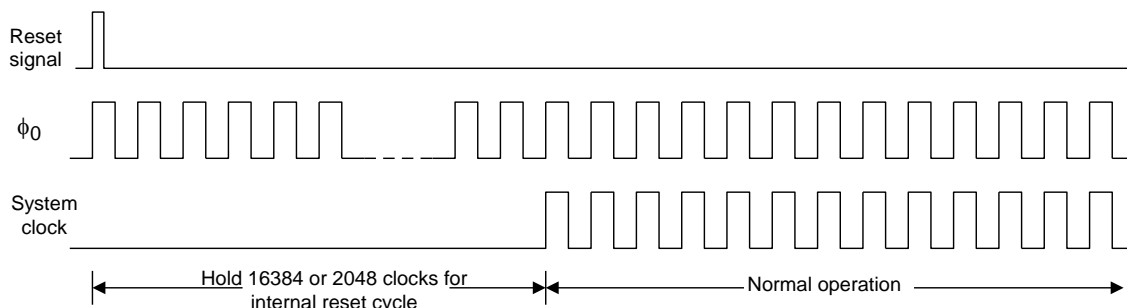 Reset
signal
ϕ0
System
clock
Hold 16384 or 2048 clocks for
internal reset cycle
Normal operation